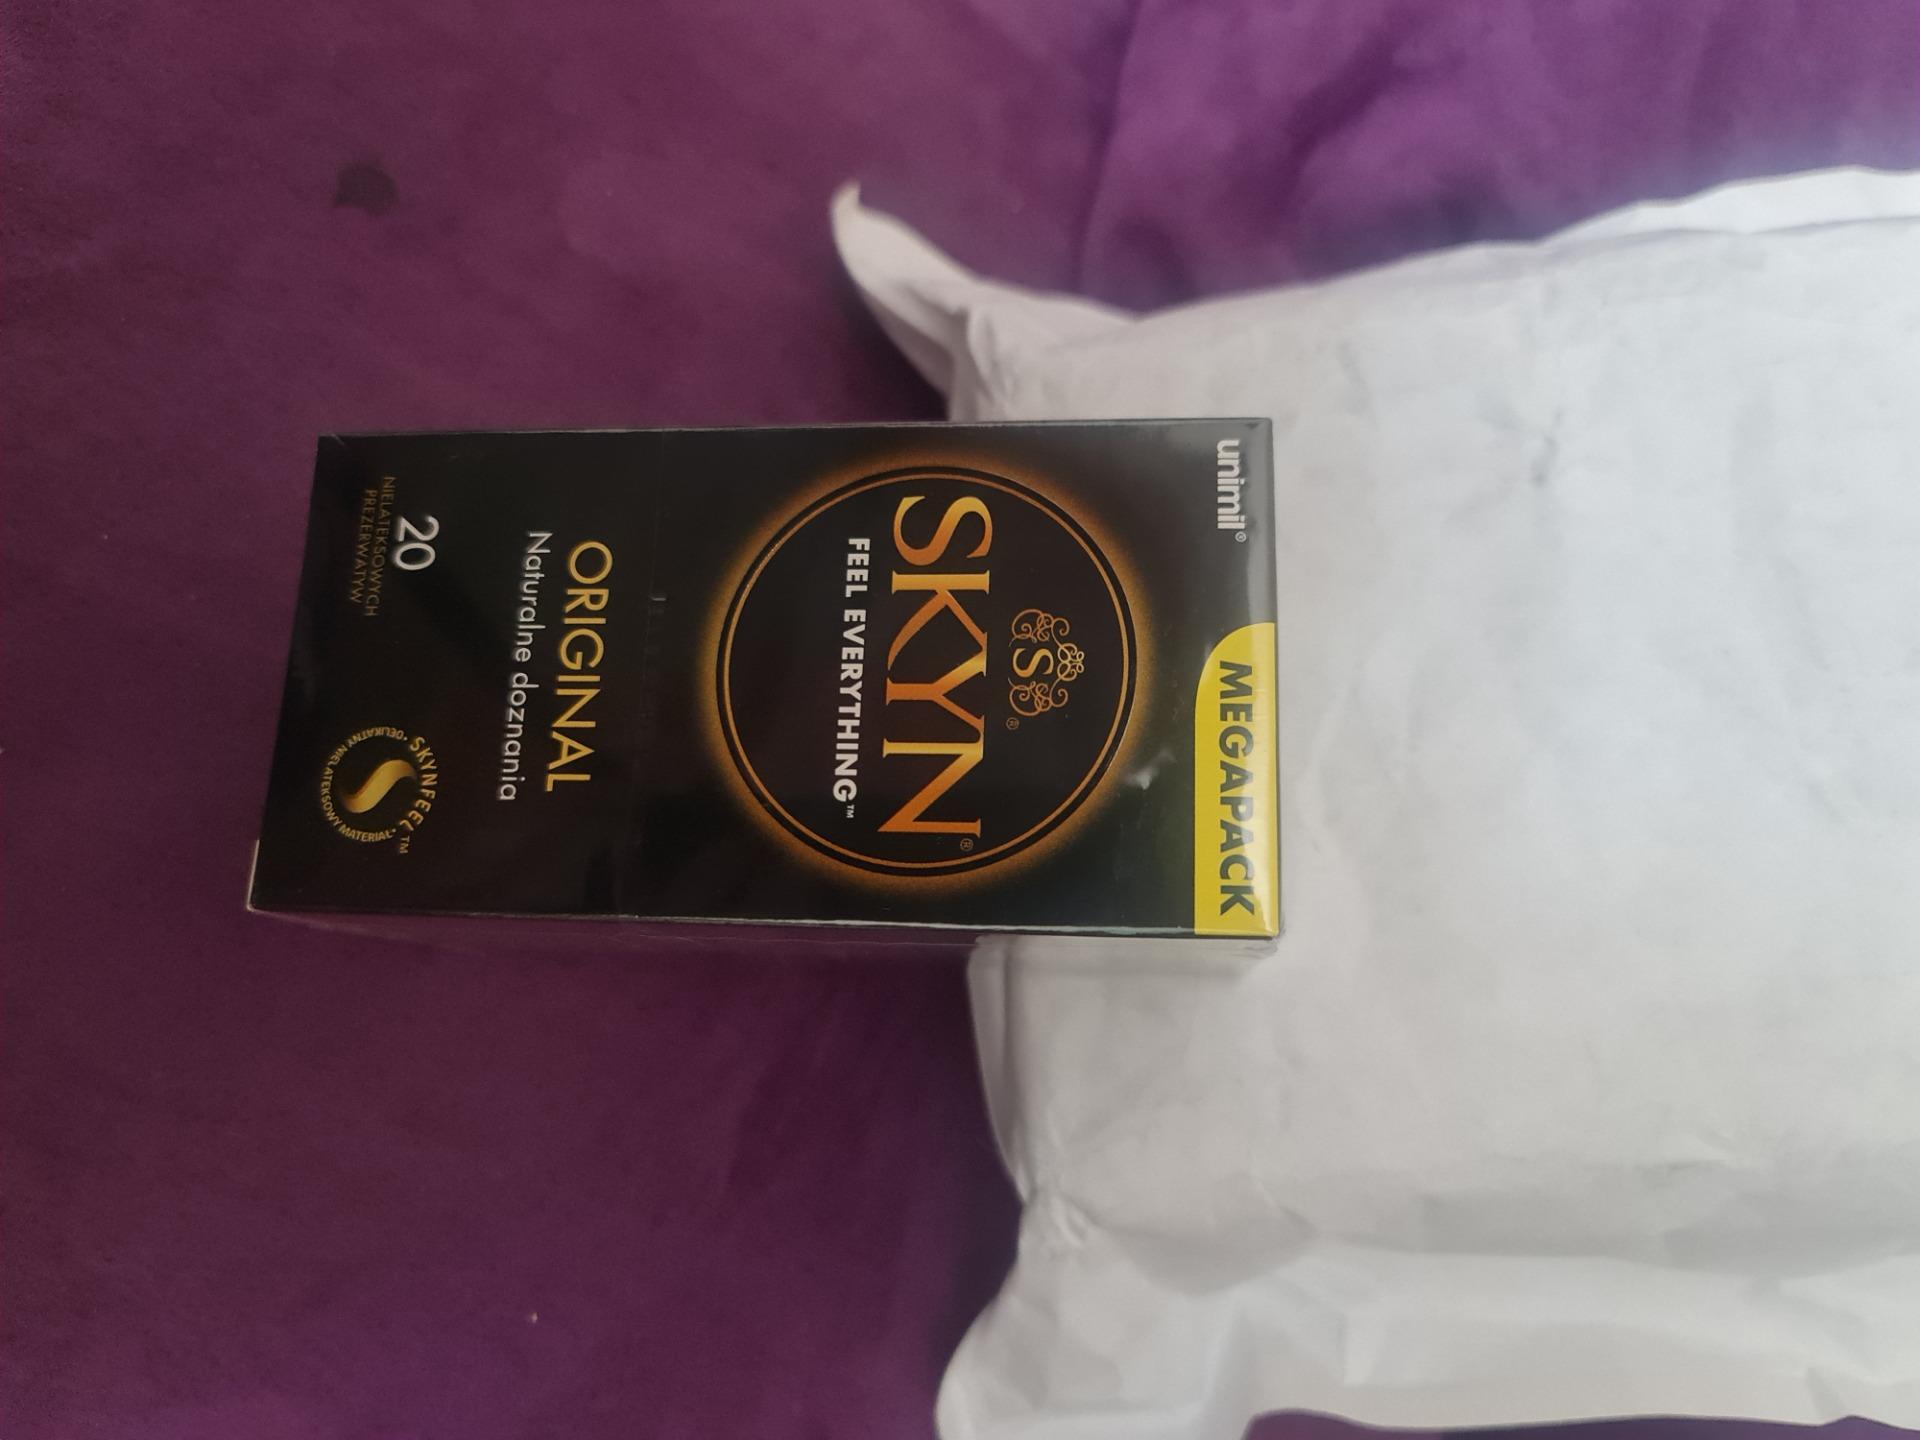 unimil®
MEGAPACK
S
®
SKYN®
FEEL EVERYTHING™
ORIGINAL
Naturalne doznania
20
NIELATEKSOWYCH
PREZERWATYW
SKYNFEEL™
•DELIKATNY NIELATEKSOWY MATERIAŁ•